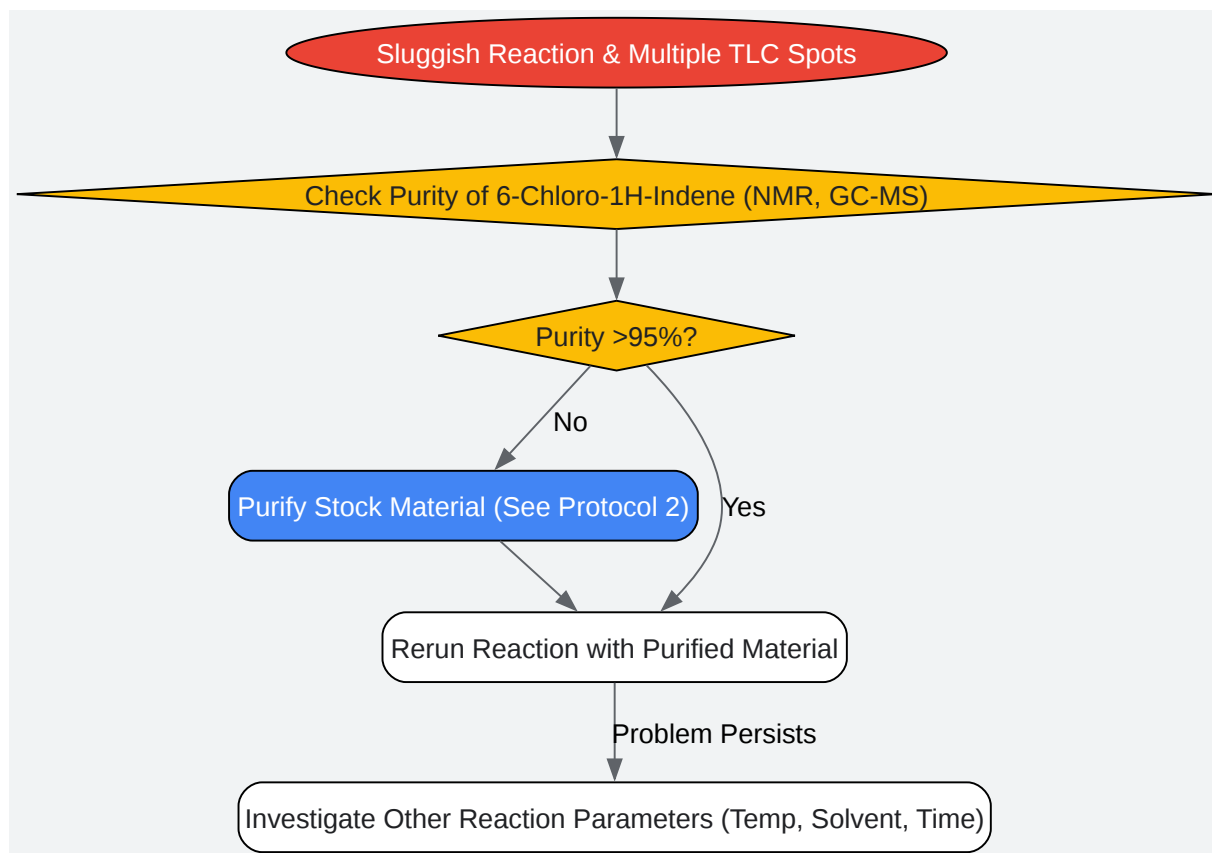 Sluggish Reaction & Multiple TLC Spots
Check Purity of 6-Chloro-1H-Indene (NMR, GC-MS)
Purity >95%?
No
Purify Stock Material (See Protocol 2)
Yes
Rerun Reaction with Purified Material
Problem Persists
Investigate Other Reaction Parameters (Temp, Solvent, Time)